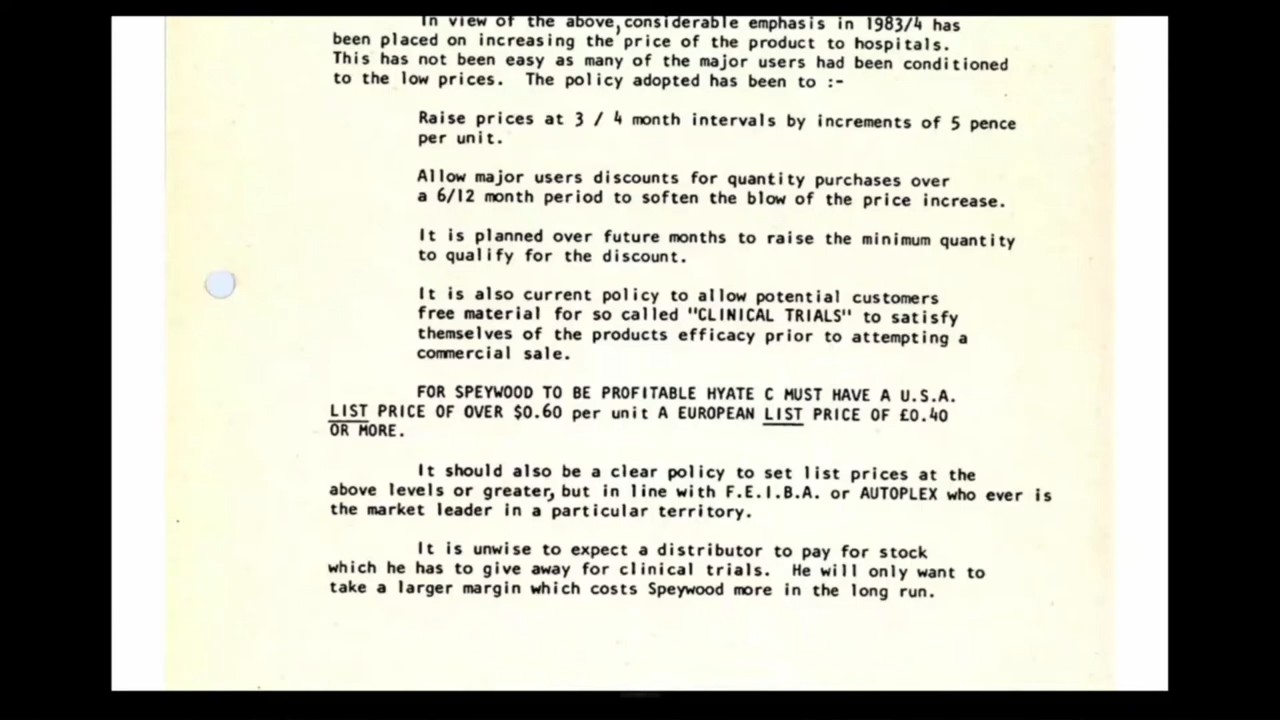 In view of the above, considerable emphasis in 1983/4 has
been placed on increasing the price of the product to hospitals.
This has not been easy as many of the major users had been conditioned
to the low prices. The policy adopted has been to :-
Raise prices at 3 / 4 month intervals by increments of 5 pence
per unit.
Allow major users discounts for quantity purchases over
a 6/12 month period to soften the blow of the price increase.
It is planned over future months to raise the minimum quantity
to qualify for the discount.
It is also current policy to allow potential customers
free material for so called "CLINICAL TRIALS" to satisfy
themselves of the products efficacy prior to attempting a
commercial sale.
FOR SPEYWOOD TO BE PROFITABLE HYATE C MUST HAVE A U.S.A.
LIST PRICE OF OVER $0.60 per unit A EUROPEAN LIST PRICE OF £0.40
OR MORE.
It should also be a clear policy to set list prices at the
above levels or greater, but in line with F.E.I.B.A. or AUTOPLEX who ever is
the market leader in a particular territory.
It is unwise to expect a distributor to pay for stock
which he has to give away for clinical trials. He will only want to
take a larger margin which costs Speywood more in the long run.